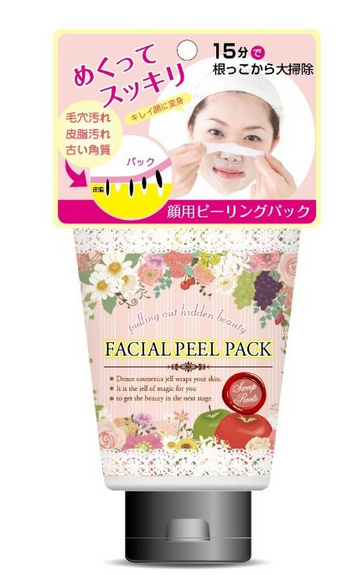 めくって
スッキリ
15分で
根っこから大掃除
キレイ顔に変身
毛穴汚れ
皮脂汚れ
古い角質
パック
皮脂
顔用ピーリングパック
pulling out hidden beauty
FACIAL PEEL PACK
* Dence cosmetics jell wraps your skin.
* It is the jell of magic for you
* to get the beauty in the next stage.
Sweep
Roots